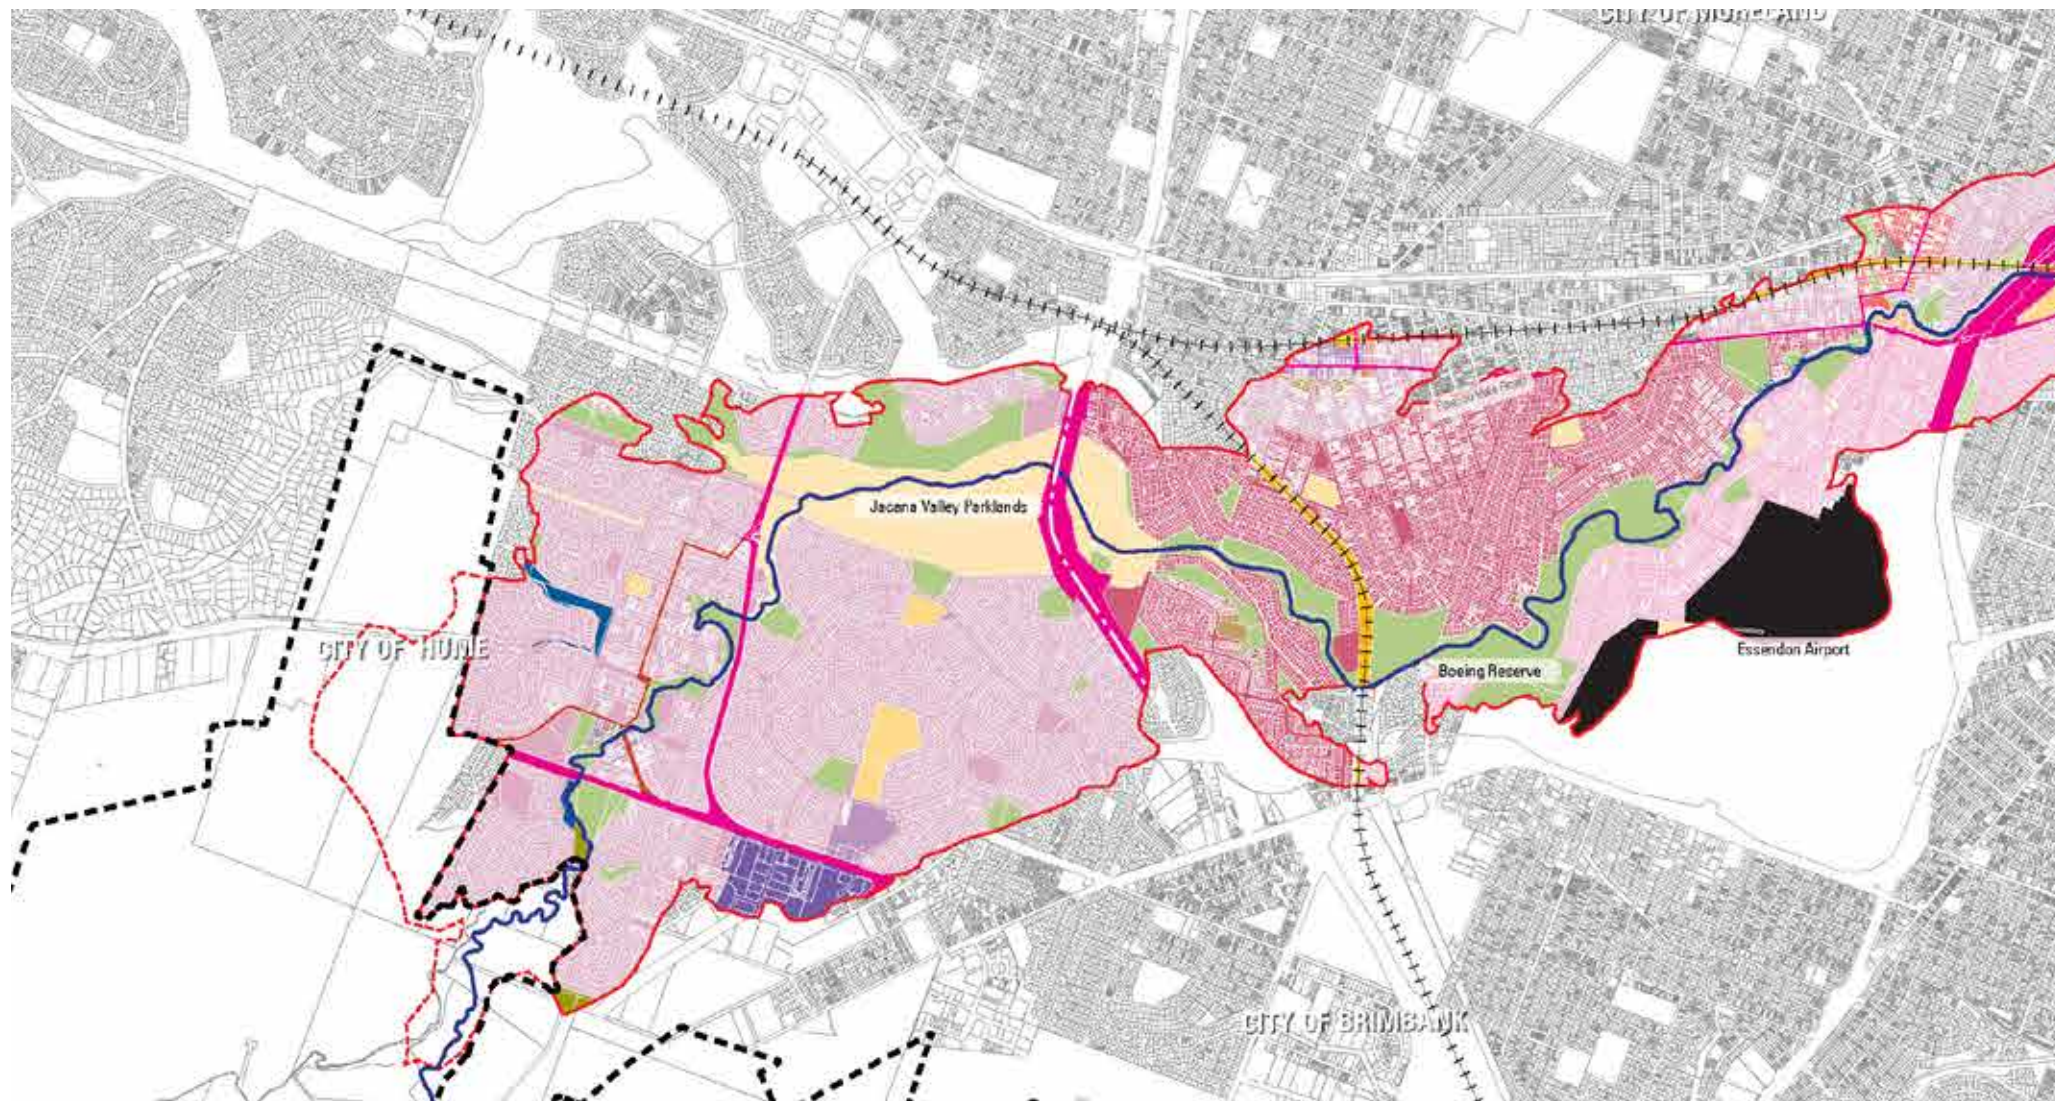 CITY OF MORELAND
Jacana Valley Parklands
CITY OF HUME
Essendon Airport
Boeing Reserve
CITY OF BRIMBANK